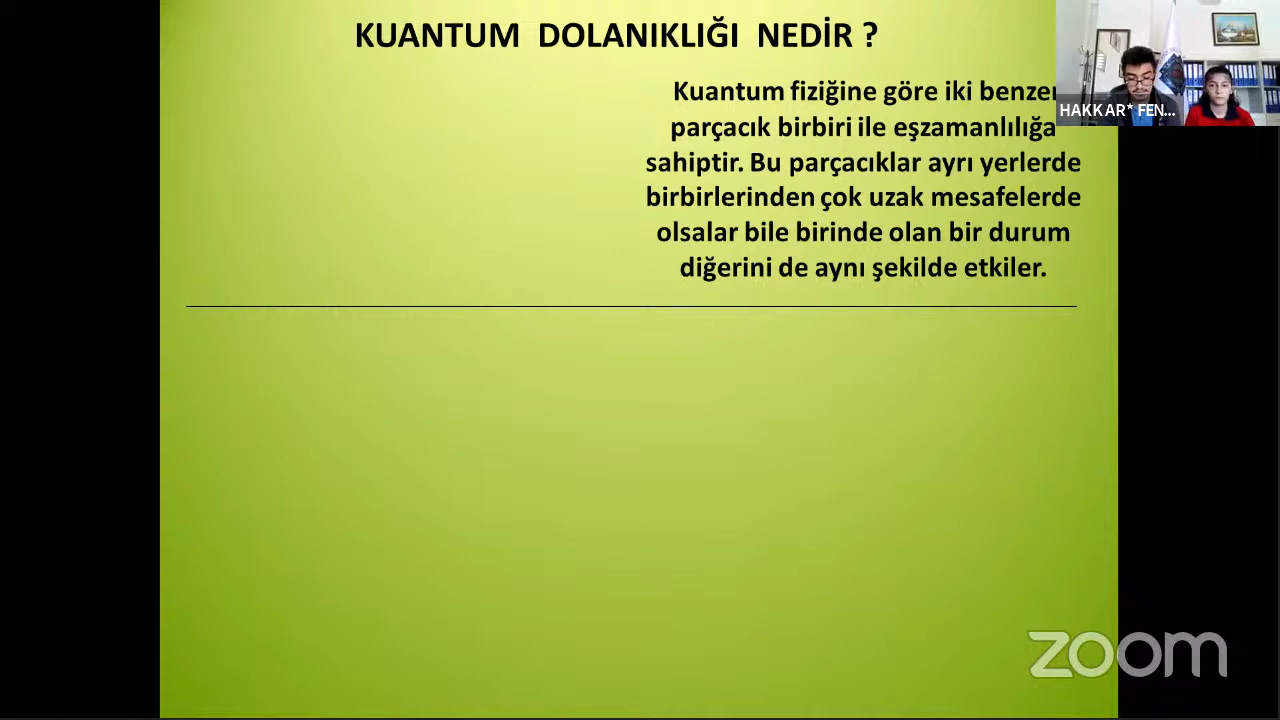 KUANTUM DOLANIKLIĞI NEDİR ?
Kuantum fiziğine göre iki benzer
parçacık birbiri ile eşzamanlılığa
sahiptir. Bu parçacıklar ayrı yerlerde
birbirlerinden çok uzak mesafelerde
olsalar bile birinde olan bir durum
diğerini de aynı şekilde etkiler.
HAKKAR* FEN...
zoom